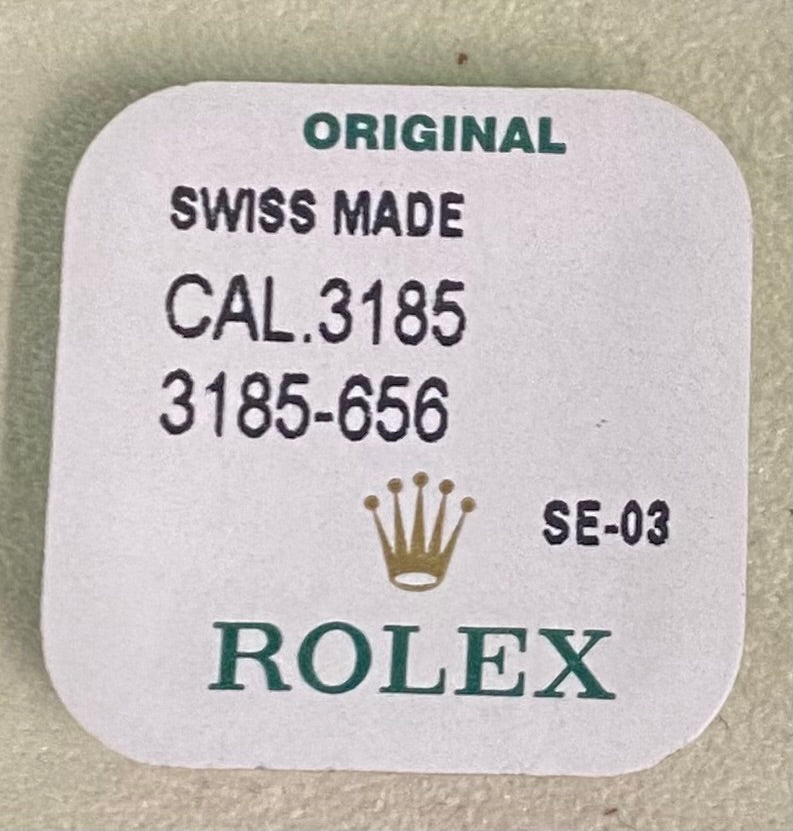 ORIGINAL
SWISS MADE
CAL.3185
3185-656
SE-03
ROLEX